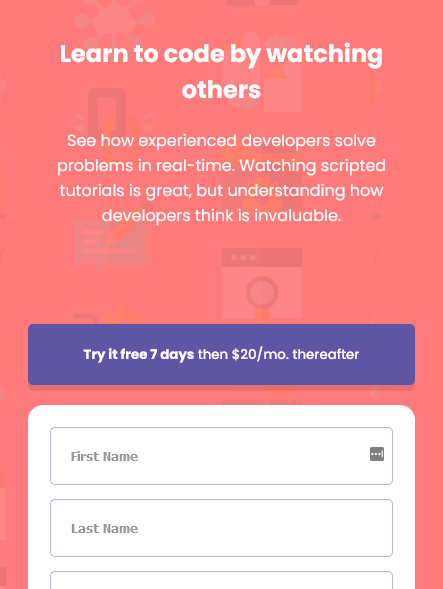 Learn to code by watching
others
See how experienced developers solve
problems in real-time. Watching scripted
tutorials is great, but understanding how
developers think is invaluable.
Try it free 7 days then $20/mo. thereafter
First Name
Last Name